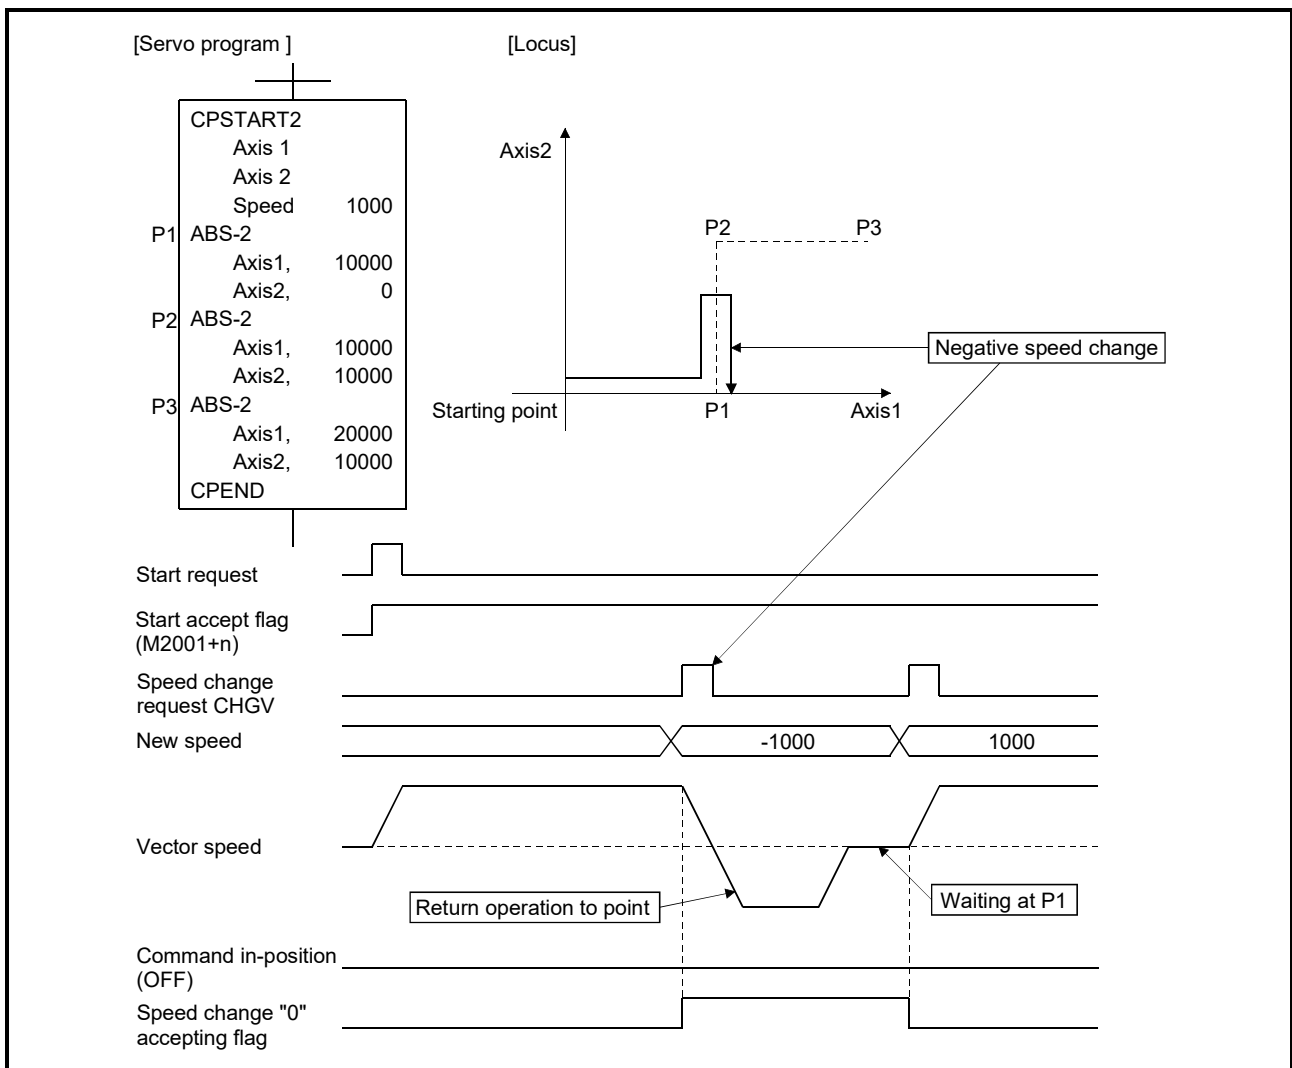 [Servo program ]
[Locus]
CPSTART2
Axis 1
Axis 2
Speed 1000
P1 ABS-2
Axis1, 10000
Axis2, 0
P2 ABS-2
Axis1, 10000
Axis2, 10000
P3 ABS-2
Axis1, 20000
Axis2, 10000
CPEND
Axis2
P2 P3
Negative speed change
Starting point P1 Axis1
Start request
Start accept flag
(M2001+n)
Speed change
request CHGV
New speed -1000 1000
Vector speed
Return operation to point
Waiting at P1
Command in-position
(OFF)
Speed change "0"
accepting flag